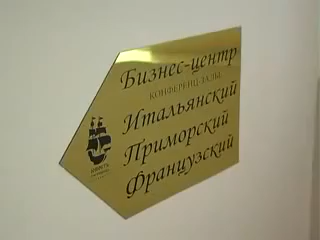 Бизнес-центр
КОНФЕРЕНЦ-ЗАЛЫ
Итальянский
Приморский
Французский